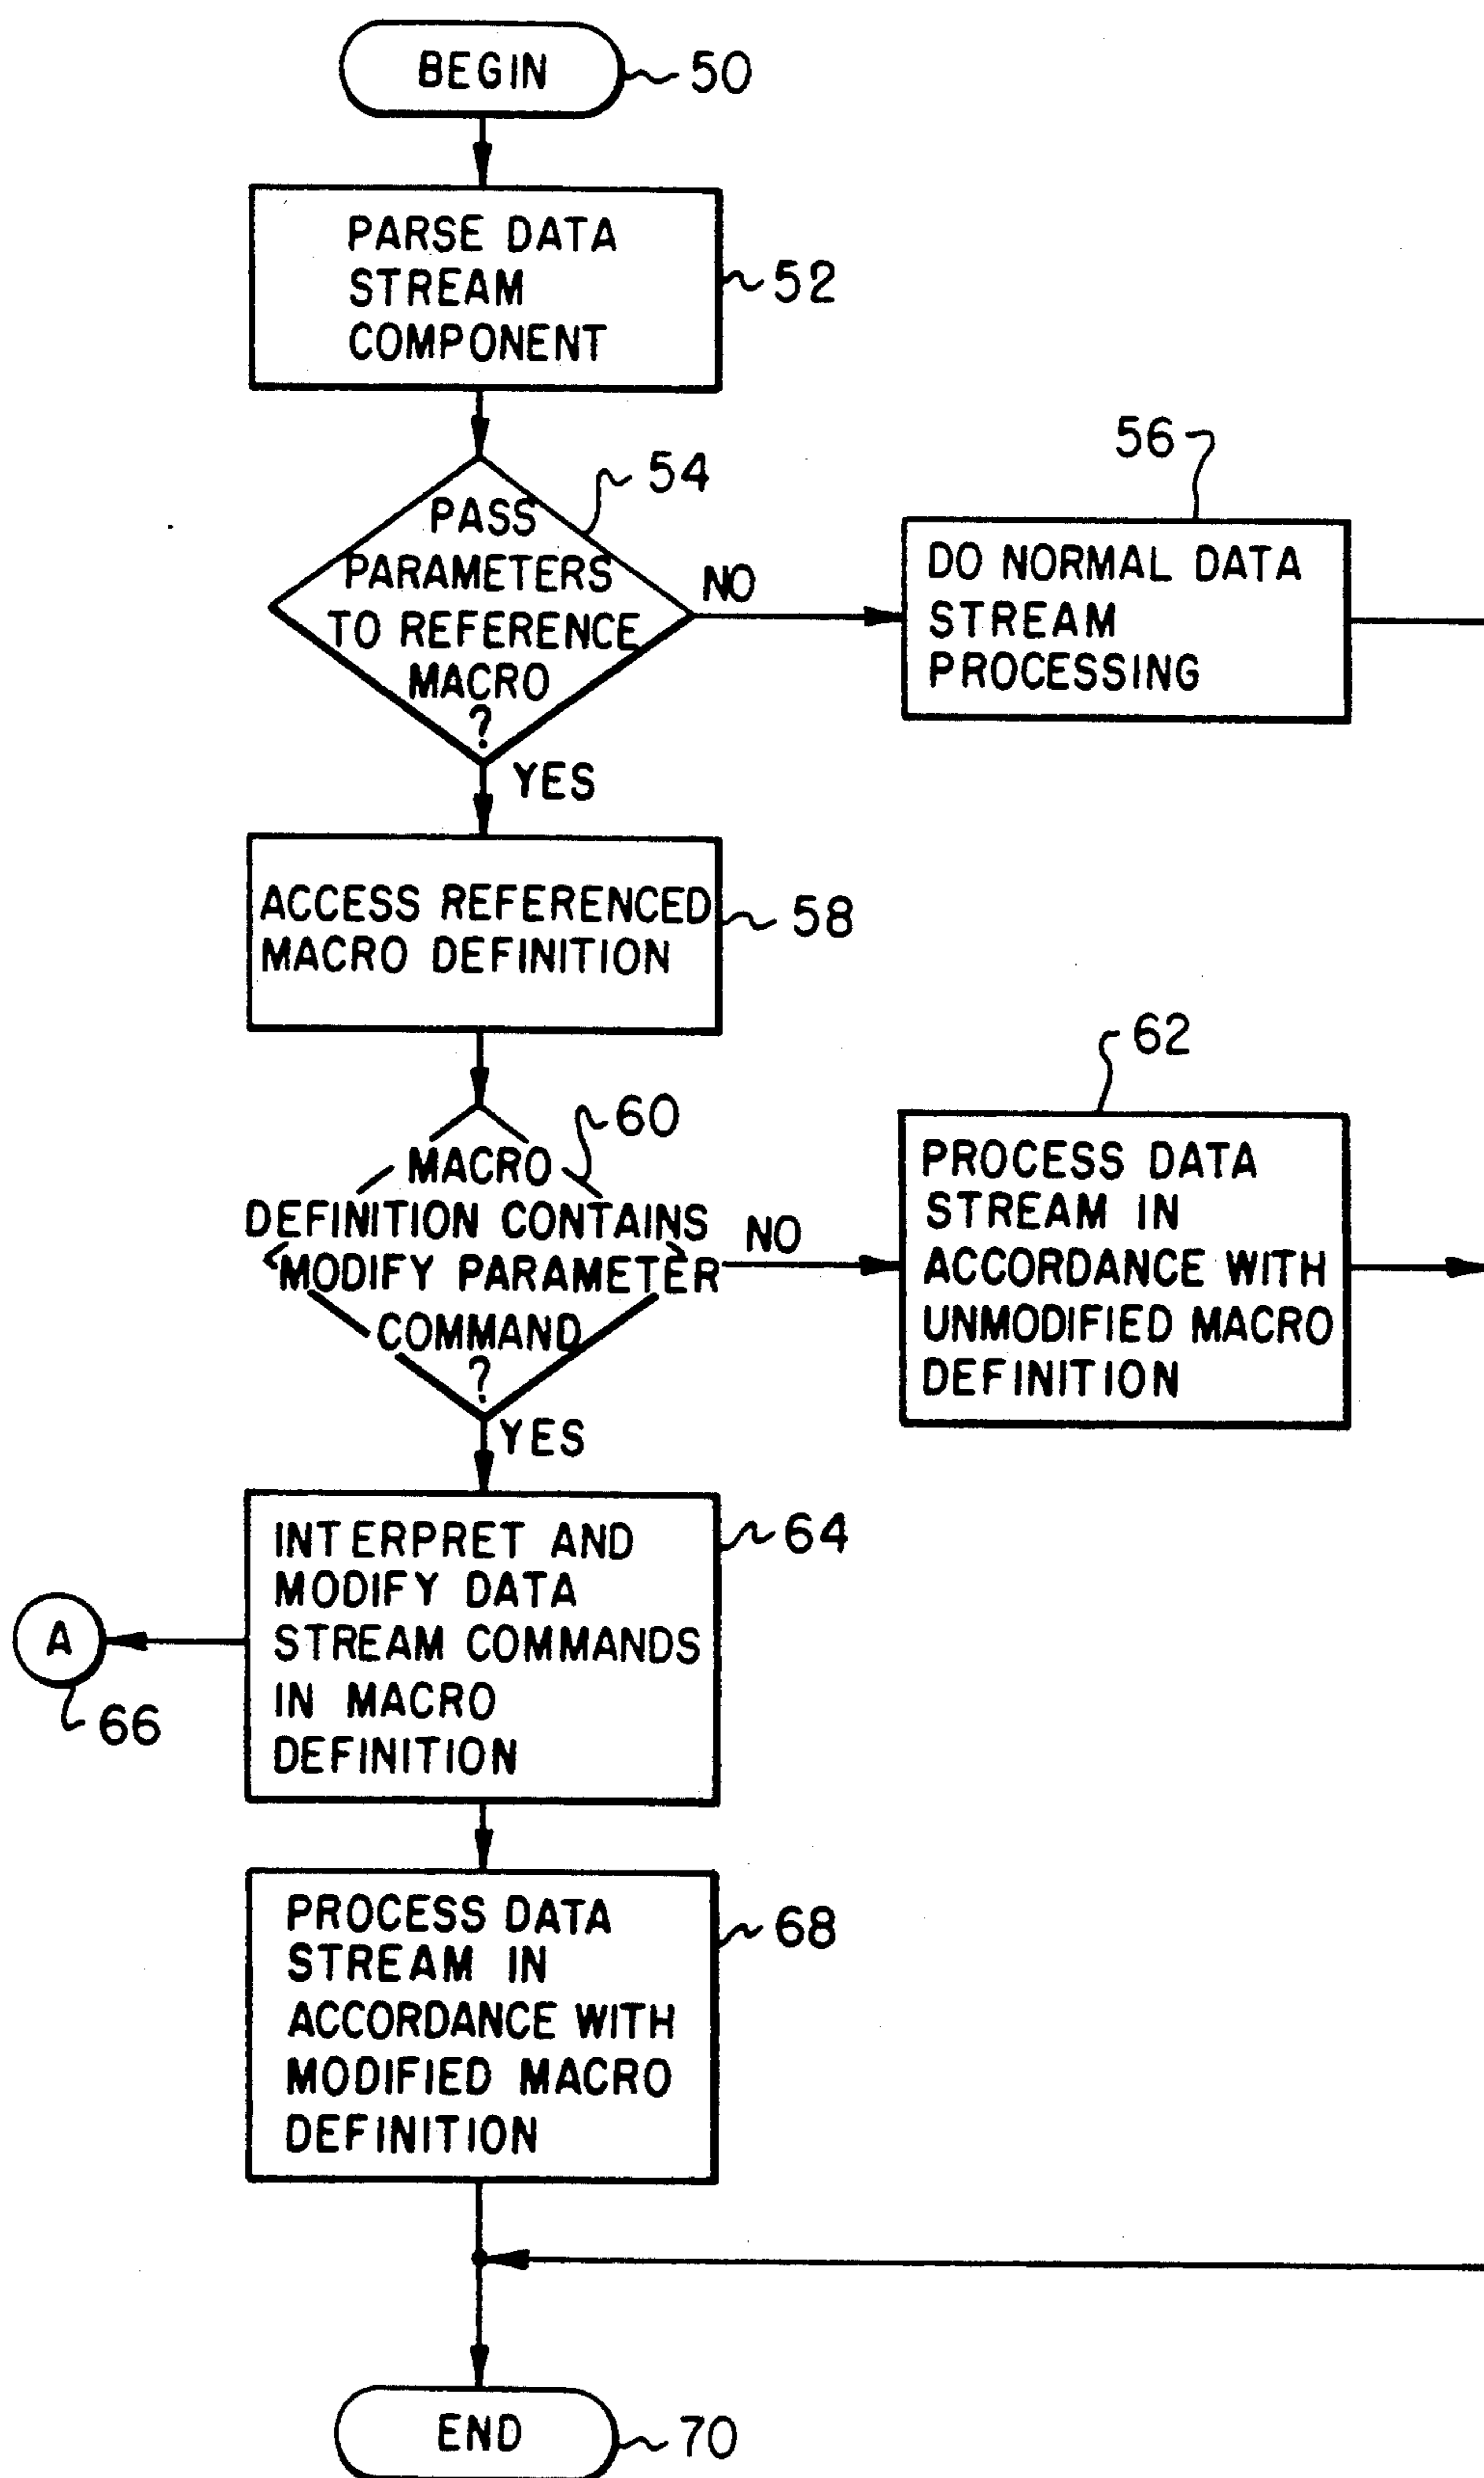 BEGIN
50
PARSE DATA
STREAM
COMPONENT
52
54
PASS
PARAMETERS
TO REFERENCE
MACRO
?
NO
YES
56
DO NORMAL DATA
STREAM
PROCESSING
ACCESS REFERENCED
MACRO DEFINITION
58
60
MACRO
DEFINITION CONTAINS
MODIFY PARAMETER
COMMAND
?
NO
YES
62
PROCESS DATA
STREAM IN
ACCORDANCE WITH
UNMODIFIED MACRO
DEFINITION
INTERPRET AND
MODIFY DATA
STREAM COMMANDS
IN MACRO
DEFINITION
64
A
66
PROCESS DATA
STREAM IN
ACCORDANCE WITH
MODIFIED MACRO
DEFINITION
68
END
70